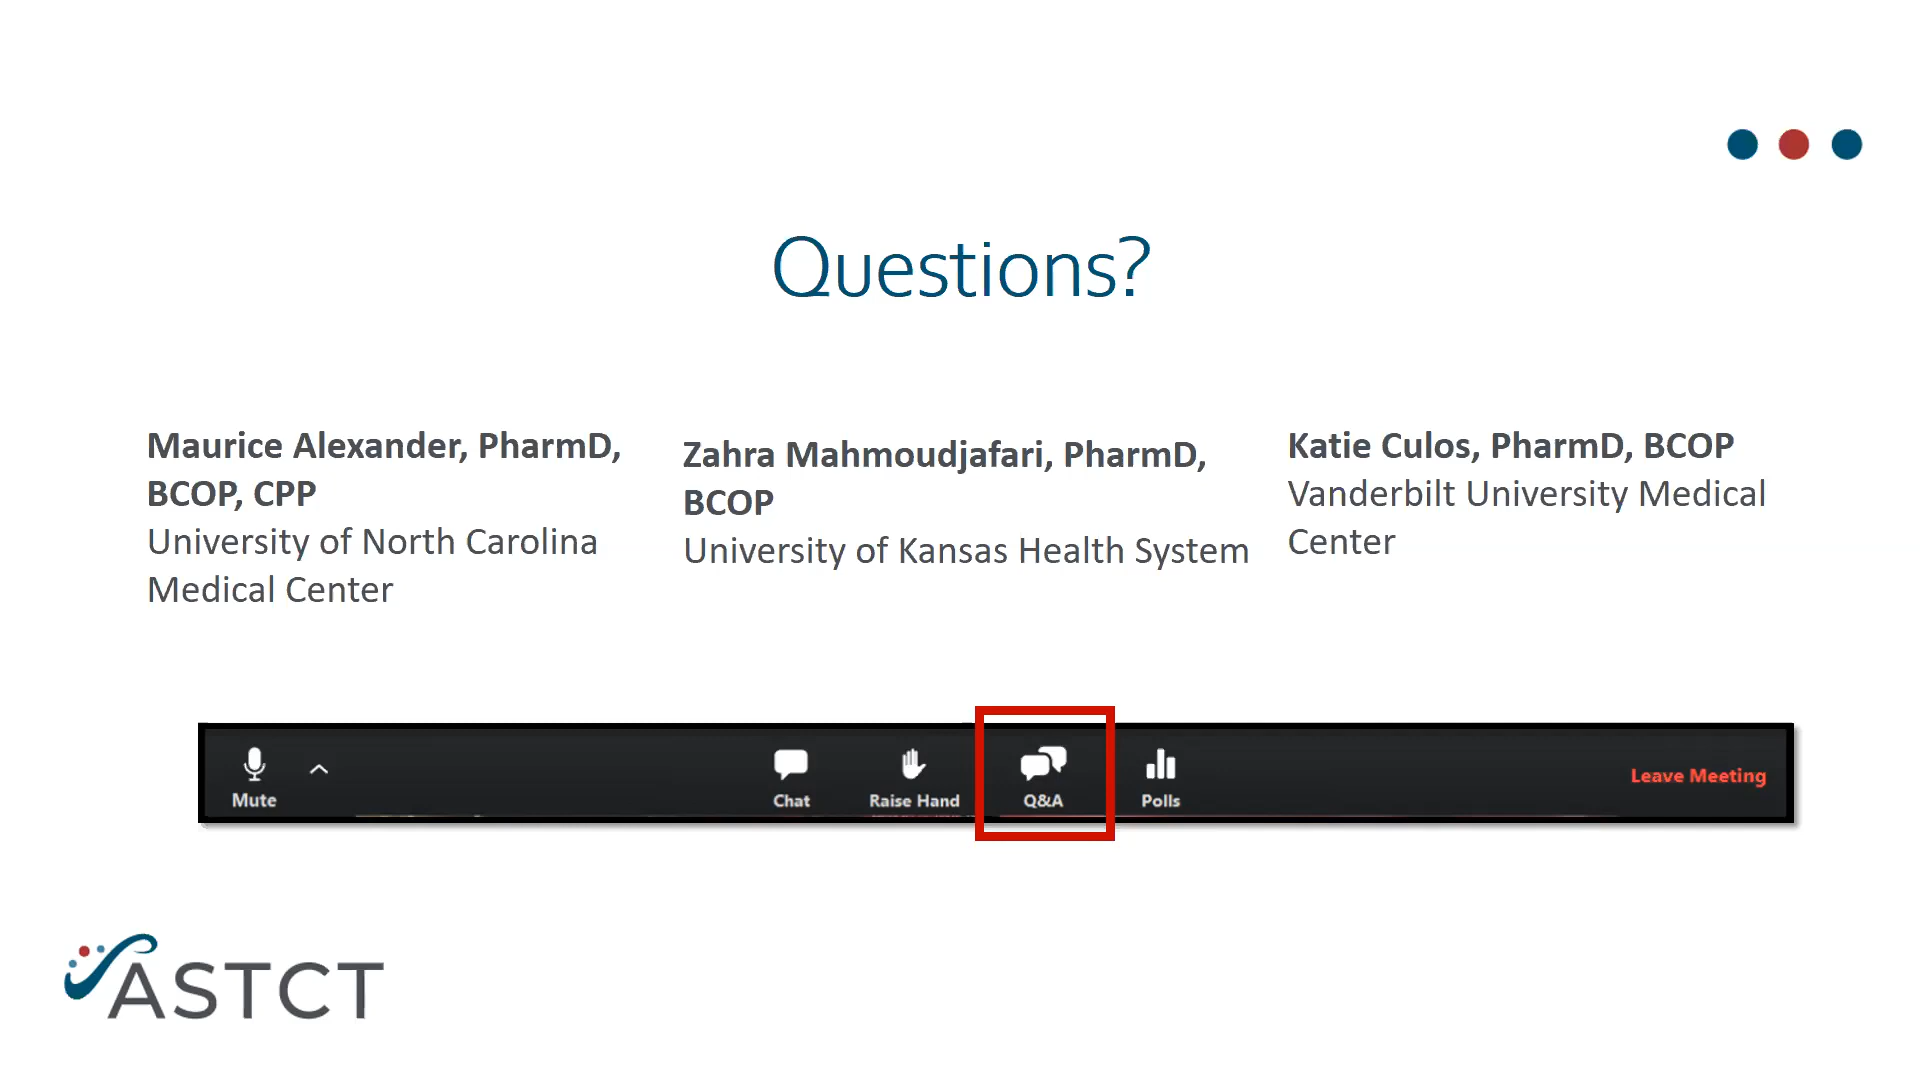 Questions?
Maurice Alexander, PharmD,
BCOP, CPP
University of North Carolina
Medical Center
Zahra Mahmoudjafari, PharmD,
BCOP
University of Kansas Health System
Katie Culos, PharmD, BCOP
Vanderbilt University Medical
Center
Mute
Chat
Raise Hand
Q&A
Polls
Leave Meeting
ASTCT